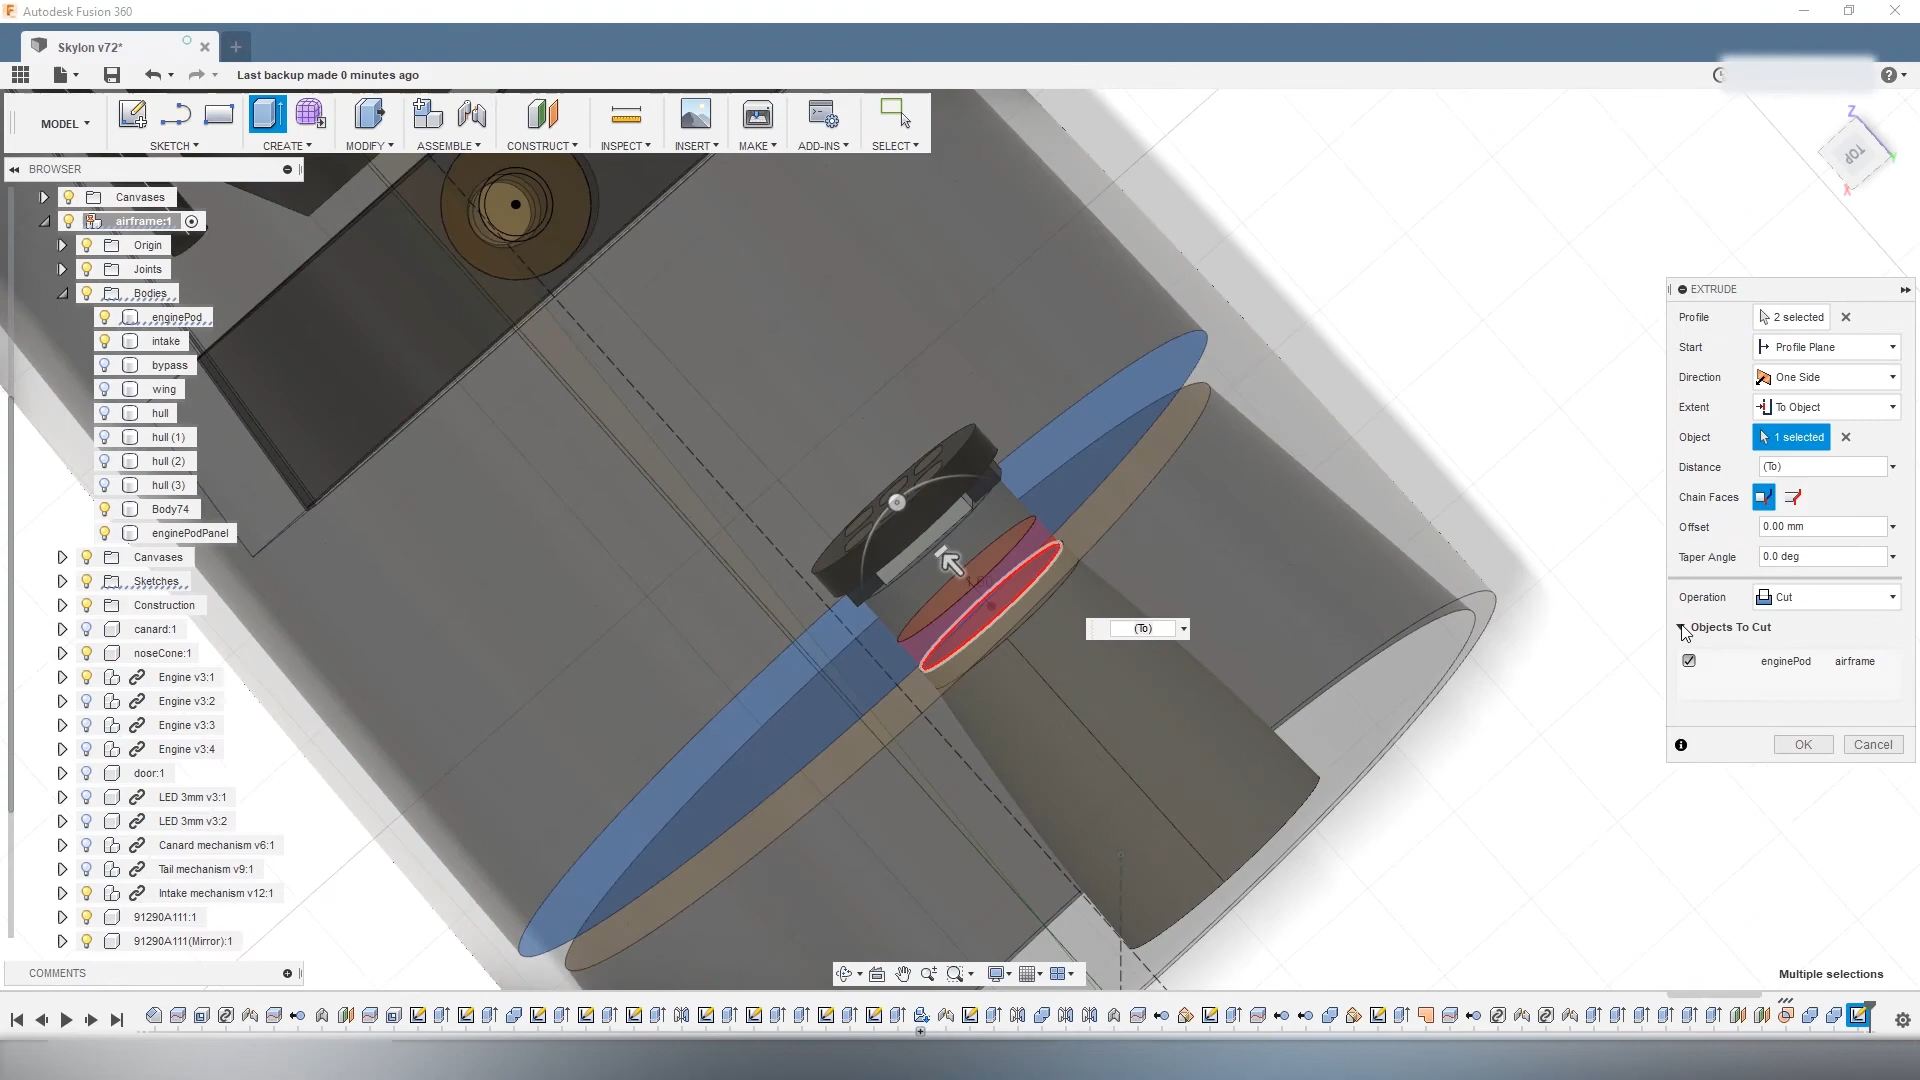 Autodesk Fusion 360
Skylon v72*
Last backup made 0 minutes ago
MODEL
SKETCH
CREATE
MODIFY
ASSEMBLE
CONSTRUCT
INSPECT
INSERT
MAKE
ADD-INS
SELECT
Z
TOP
Y
X
BROWSER
Canvases
airframe:1
Origin
Joints
Bodies
enginePod
intake
bypass
wing
hull
hull (1)
hull (2)
hull (3)
Body74
enginePodPanel
Canvases
Sketches
Construction
canard:1
noseCone:1
Engine v3:1
Engine v3:2
Engine v3:3
Engine v3:4
door:1
LED 3mm v3:1
LED 3mm v3:2
Canard mechanism v6:1
Tail mechanism v9:1
Intake mechanism v12:1
91290A111:1
91290A111(Mirror):1
COMMENTS
(To)
EXTRUDE
Profile 2 selected
Start Profile Plane
Direction One Side
Extent To Object
Object 1 selected
Distance (To)
Chain Faces
Offset 0.00 mm
Taper Angle 0.0 deg
Operation Cut
Objects To Cut
enginePod airframe
OK Cancel
Multiple selections